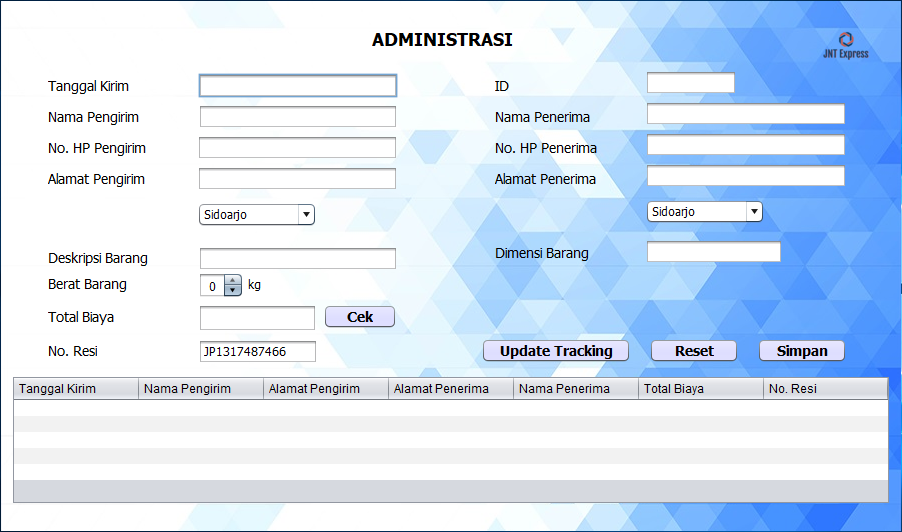 ADMINISTRASI
JNT Express
Tanggal Kirim
ID
Nama Pengirim
Nama Penerima
No. HP Pengirim
No. HP Penerima
Alamat Pengirim
Alamat Penerima
Sidoarjo
Sidoarjo
Deskripsi Barang
Dimensi Barang
Berat Barang 0 kg
Total Biaya Cek
No. Resi JP1317487466 Update Tracking Reset Simpan
Tanggal Kirim Nama Pengirim Alamat Pengirim Alamat Penerima Nama Penerima Total Biaya No. Resi